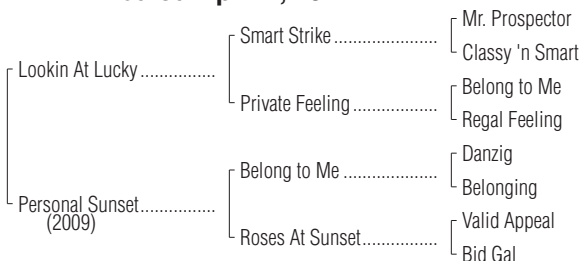 Mr. Prospector
Smart Strike ....................
Classy 'n Smart
Lookin At Lucky ...............
Belong to Me
Private Feeling .................
Regal Feeling
Danzig
Belong to Me ...................
Belonging
Personal Sunset ...............
(2009)
Valid Appeal
Roses At Sunset ...............
Bid Gal